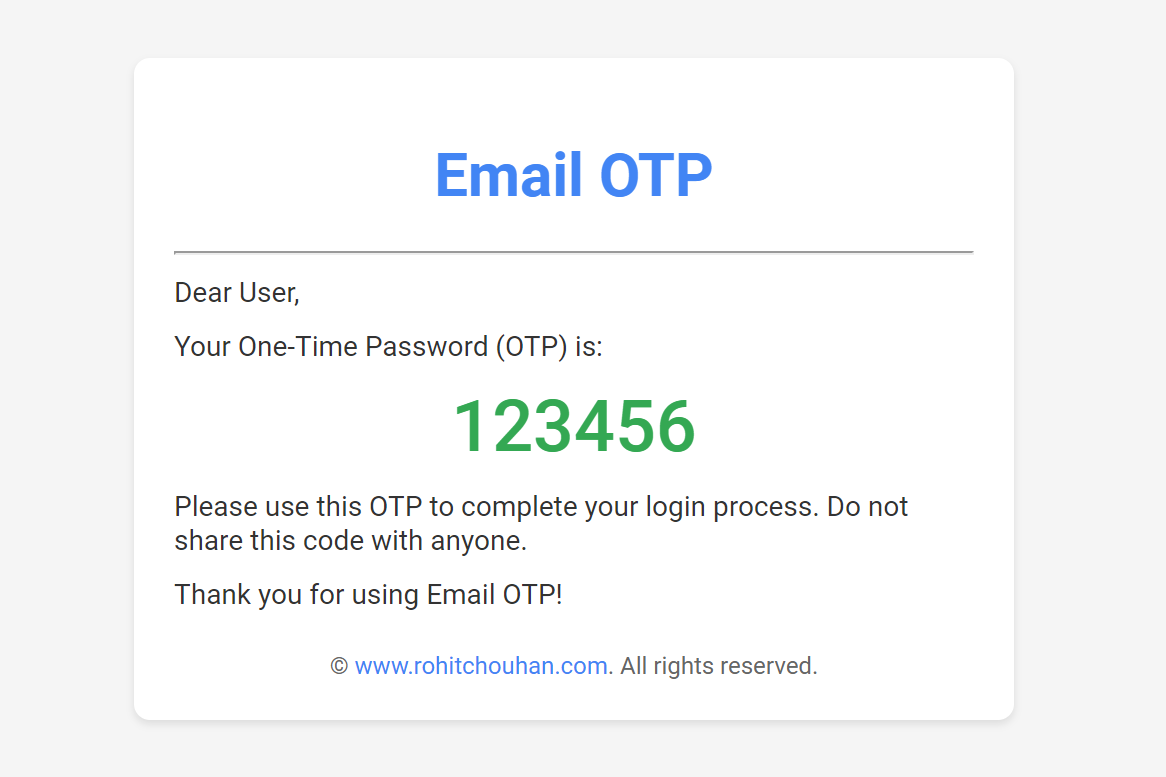 Email OTP
Dear User,
Your One-Time Password (OTP) is:
123456
Please use this OTP to complete your login process. Do not
share this code with anyone.
Thank you for using Email OTP!
© www.rohitchouhan.com. All rights reserved.